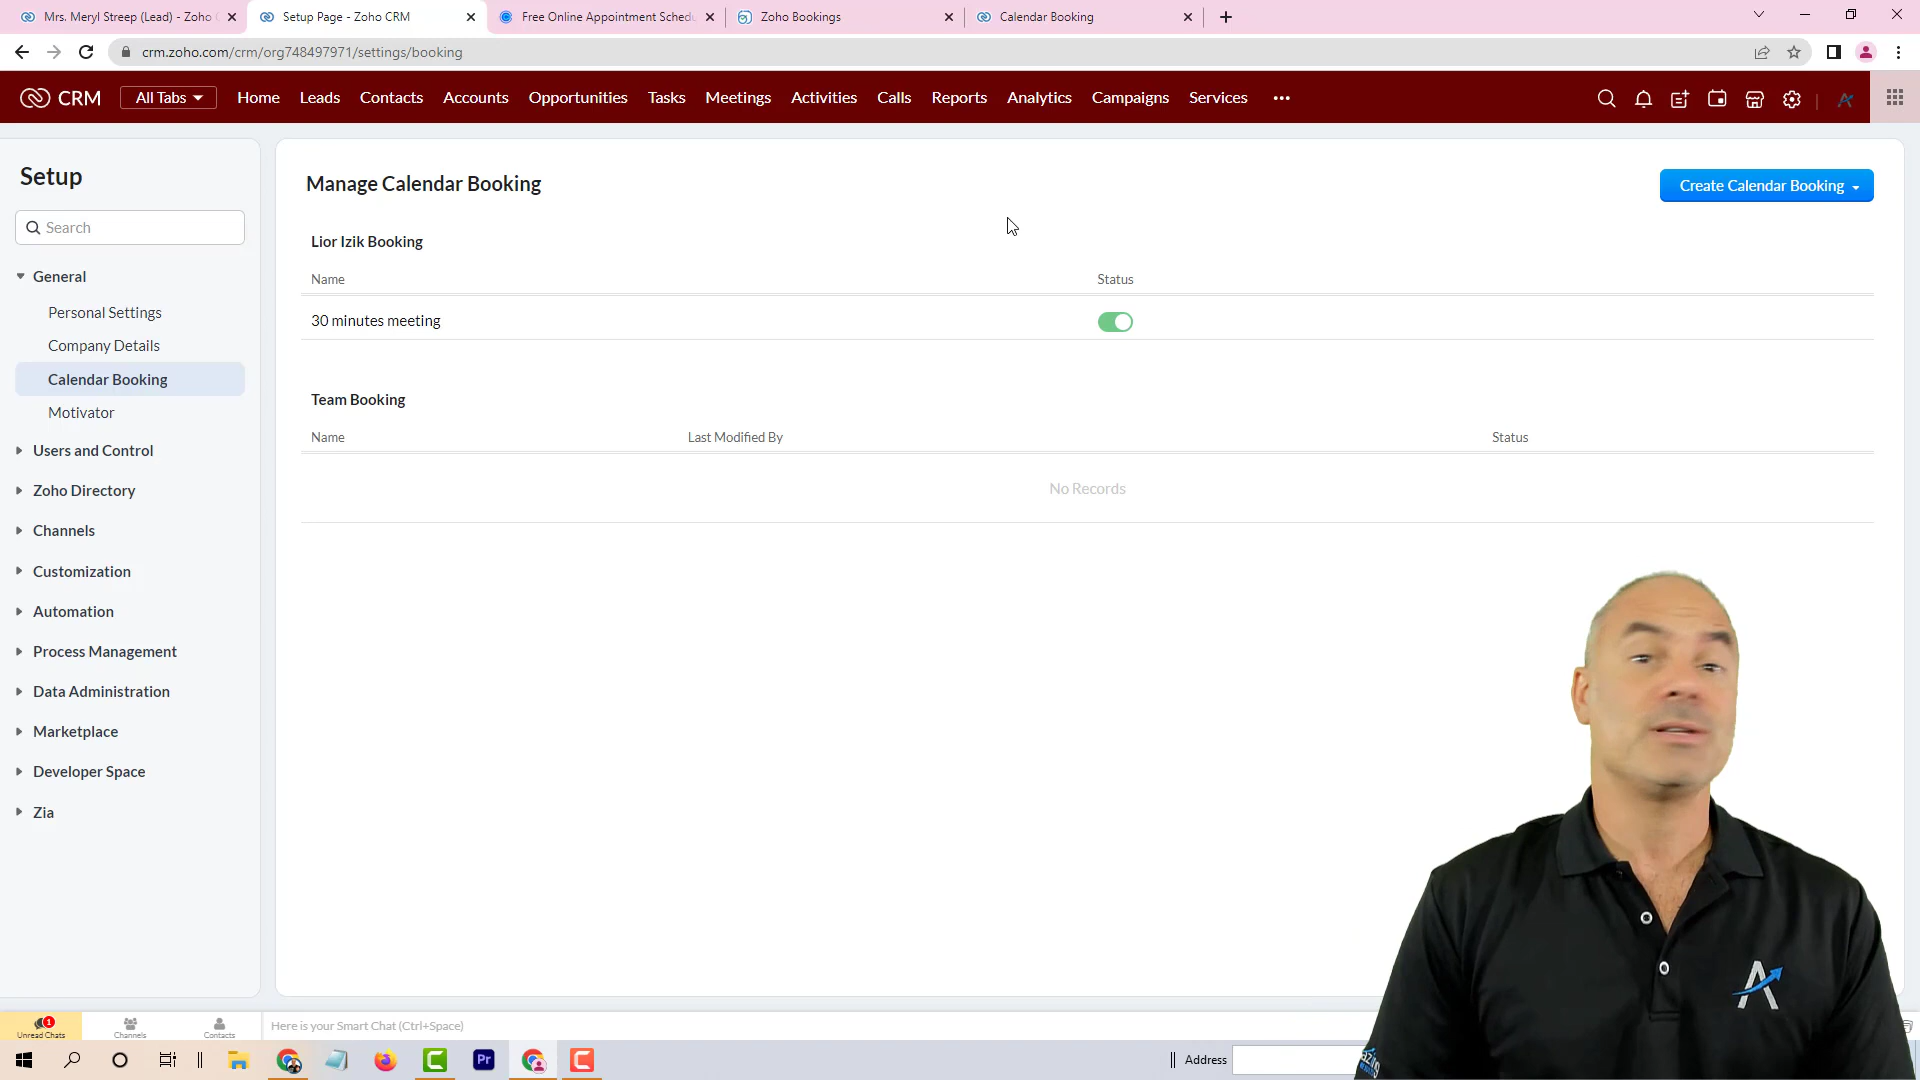 Mrs. Meryl Streep (Lead) - Zoho
Setup Page - Zoho CRM
Free Online Appointment Schedu
Zoho Bookings
Calendar Booking
crm.zoho.com/crm/org748497971/settings/booking
CRM
All Tabs
Home
Leads
Contacts
Accounts
Opportunities
Tasks
Meetings
Activities
Calls
Reports
Analytics
Campaigns
Services
Setup
Search
General
Personal Settings
Company Details
Calendar Booking
Motivator
Users and Control
Zoho Directory
Channels
Customization
Automation
Process Management
Data Administration
Marketplace
Developer Space
Zia
Manage Calendar Booking
Create Calendar Booking
Lior Izik Booking
Name Status
30 minutes meeting
Team Booking
Name Last Modified By Status
No Records
1
Unread Chats
Channels
Contacts
Here is your Smart Chat (Ctrl+Space)
Pr
Address